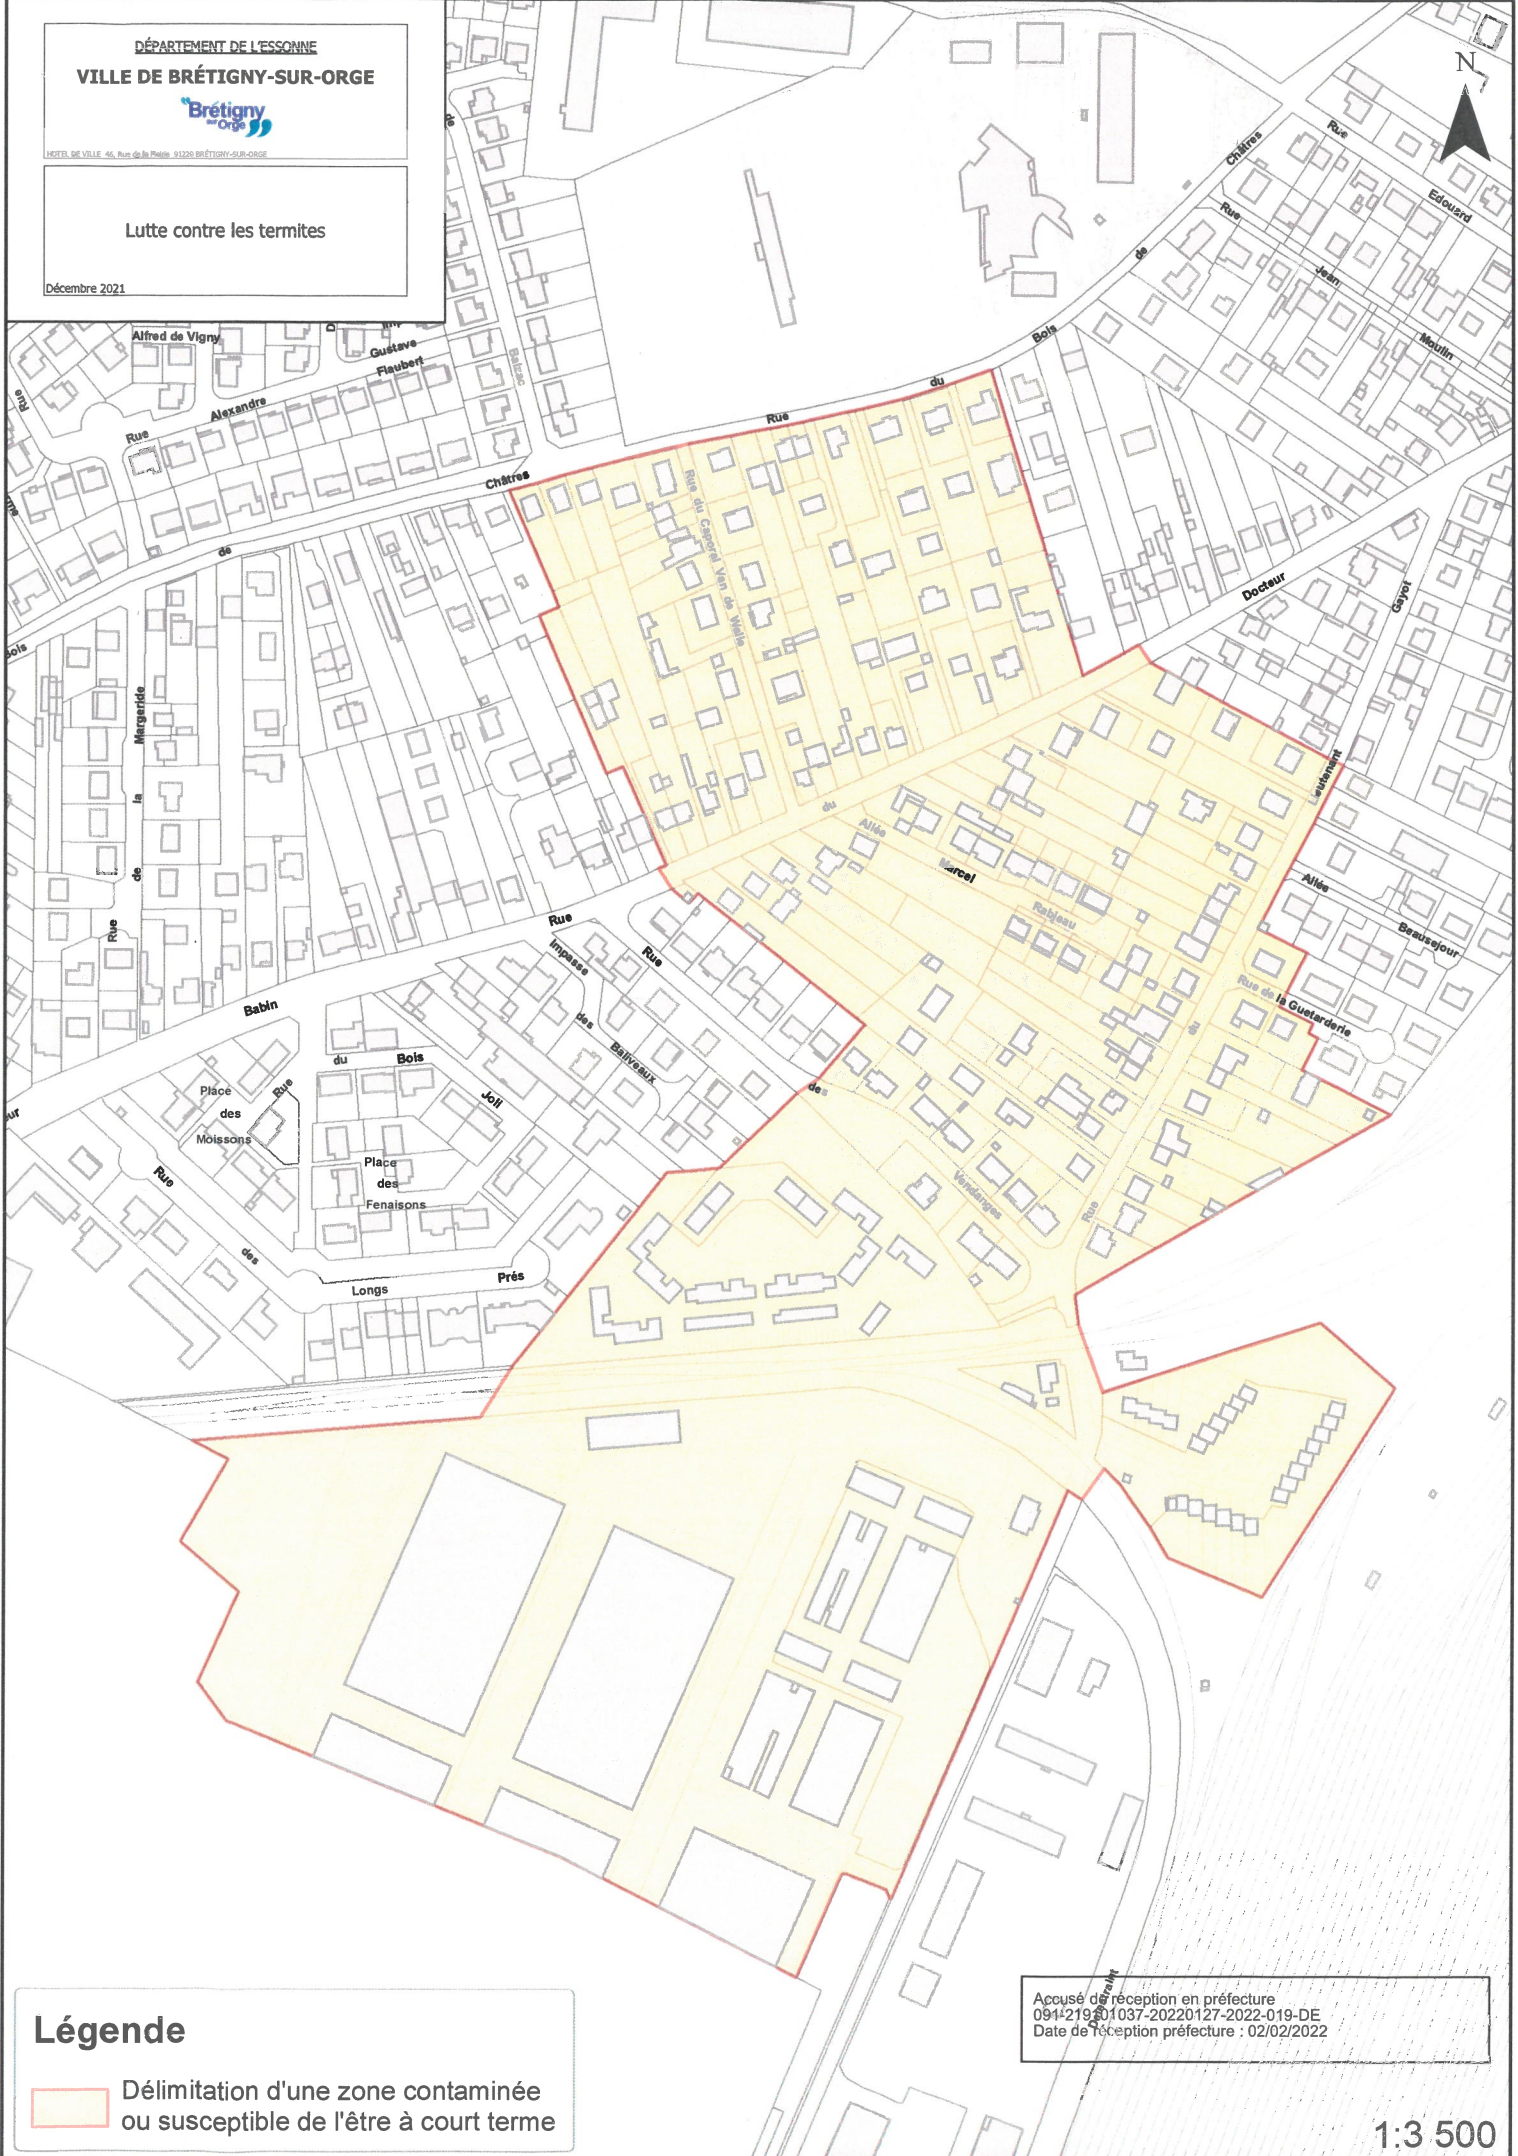 DÉPARTEMENT DE L'ESSONNE
VILLE DE BRÉTIGNY-SUR-ORGE
Brétigny
sur Orge
HOTEL DE VILLE 46, Rue de la Mairie 91220 BRÉTIGNY-SUR-ORGE
Lutte contre les termites
Décembre 2021
N
de
Châtres
Rue
Edouard
Rue
de
Jean
Moulin
Bois
du
Rue
Alfred de Vigny
Gustave
Flaubert
Balzac
Rue
Alexandre
Rue
Châtres
de
Bois
Rue du Caporal Van de Walle
Docteur
Gayot
Margeride
la
de
Rue
Lieutenant
du
Allée
Marcel
Rabjeau
Allée
Beausejour
Rue
Rue
Impasse
des
Baliveaux
Babin
Rue de la Guetarderie
du
du
Bois
Joli
des
Place
des
Moissons
Rue
Place
des
Fenaisons
Rue
des
Longs
Prés
Vendanges
Rue
Delestraint
Accusé de réception en préfecture
Date de réception préfecture : 02/02/2022
Légende
Délimitation d'une zone contaminée
ou susceptible de l'être à court terme
1:3 500